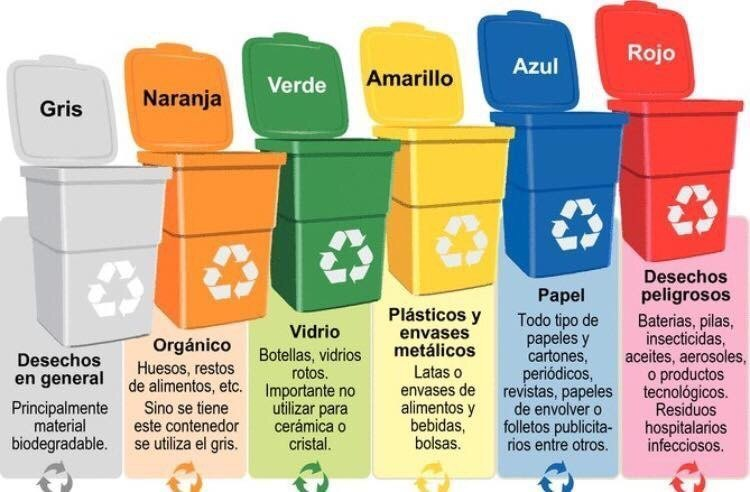 Gris
Naranja
Verde
Amarillo
Azul
Rojo
Desechos
en general
Principalmente
material
biodegradable.
Orgánico
Huesos, restos
de alimentos, etc.
Sino se tiene
este contenedor
se utiliza el gris.
Vidrio
Botellas, vidrios
rotos.
Importante no
utilizar para
cerámica o
cristal.
Plásticos y
envases
metálicos
Latas o
envases de
alimentos y
bebidas,
bolsas.
Papel
Todo tipo de
papeles y
cartones,
periódicos,
revistas, papeles
de envolver o
folletos publicita-
rios entre otros.
Desechos
peligrosos
Baterias, pilas,
insecticidas,
aceites, aerosoles,
o productos
tecnológicos.
Residuos
hospitalarios
infecciosos.